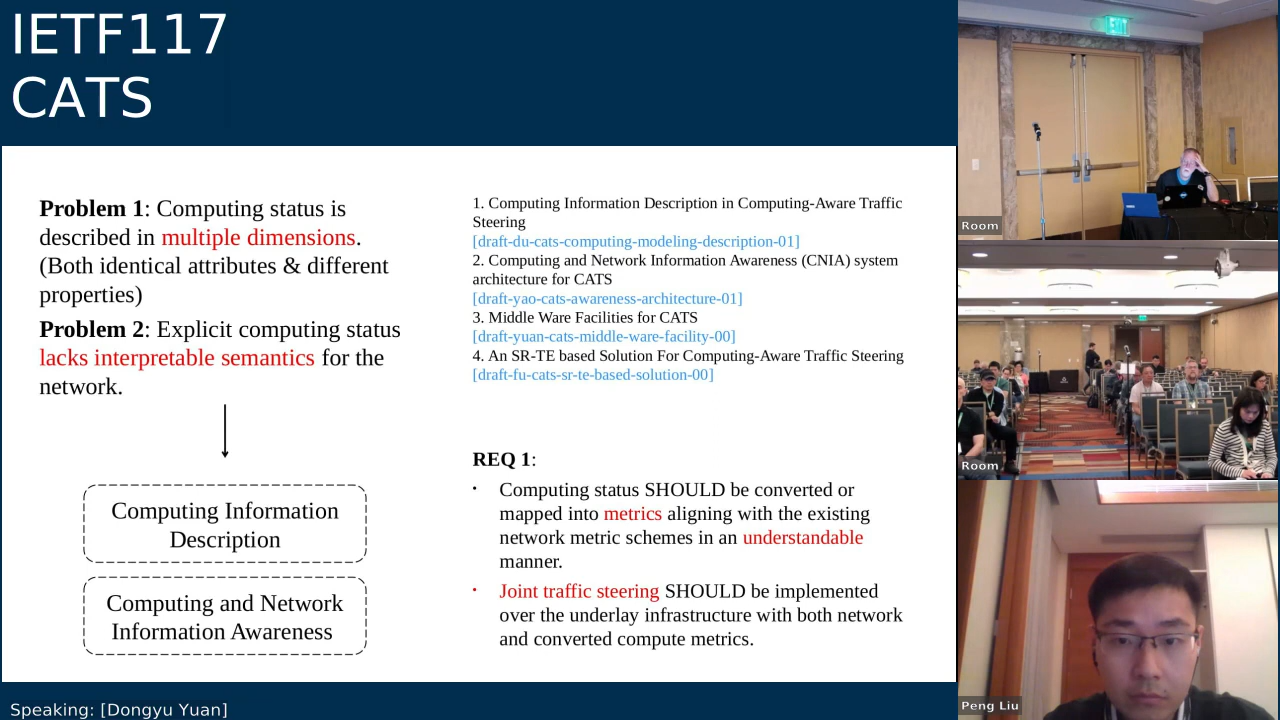 IETF117
CATS
Problem 1: Computing status is
described in multiple dimensions.
(Both identical attributes & different
properties)
Problem 2: Explicit computing status
lacks interpretable semantics for the
network.
Computing Information
Description
Computing and Network
Information Awareness
1. Computing Information Description in Computing-Aware Traffic
Steering
[draft-du-cats-computing-modeling-description-01]
2. Computing and Network Information Awareness (CNIA) system
architecture for CATS
[draft-yao-cats-awareness-architecture-01]
3. Middle Ware Facilities for CATS
[draft-yuan-cats-middle-ware-facility-00]
4. An SR-TE based Solution For Computing-Aware Traffic Steering
[draft-fu-cats-sr-te-based-solution-00]
REQ 1:
• Computing status SHOULD be converted or
mapped into metrics aligning with the existing
network metric schemes in an understandable
manner.
• Joint traffic steering SHOULD be implemented
over the underlay infrastructure with both network
and converted compute metrics.
Speaking: [Dongyu Yuan]
EXIT
Room
Room
Peng Liu